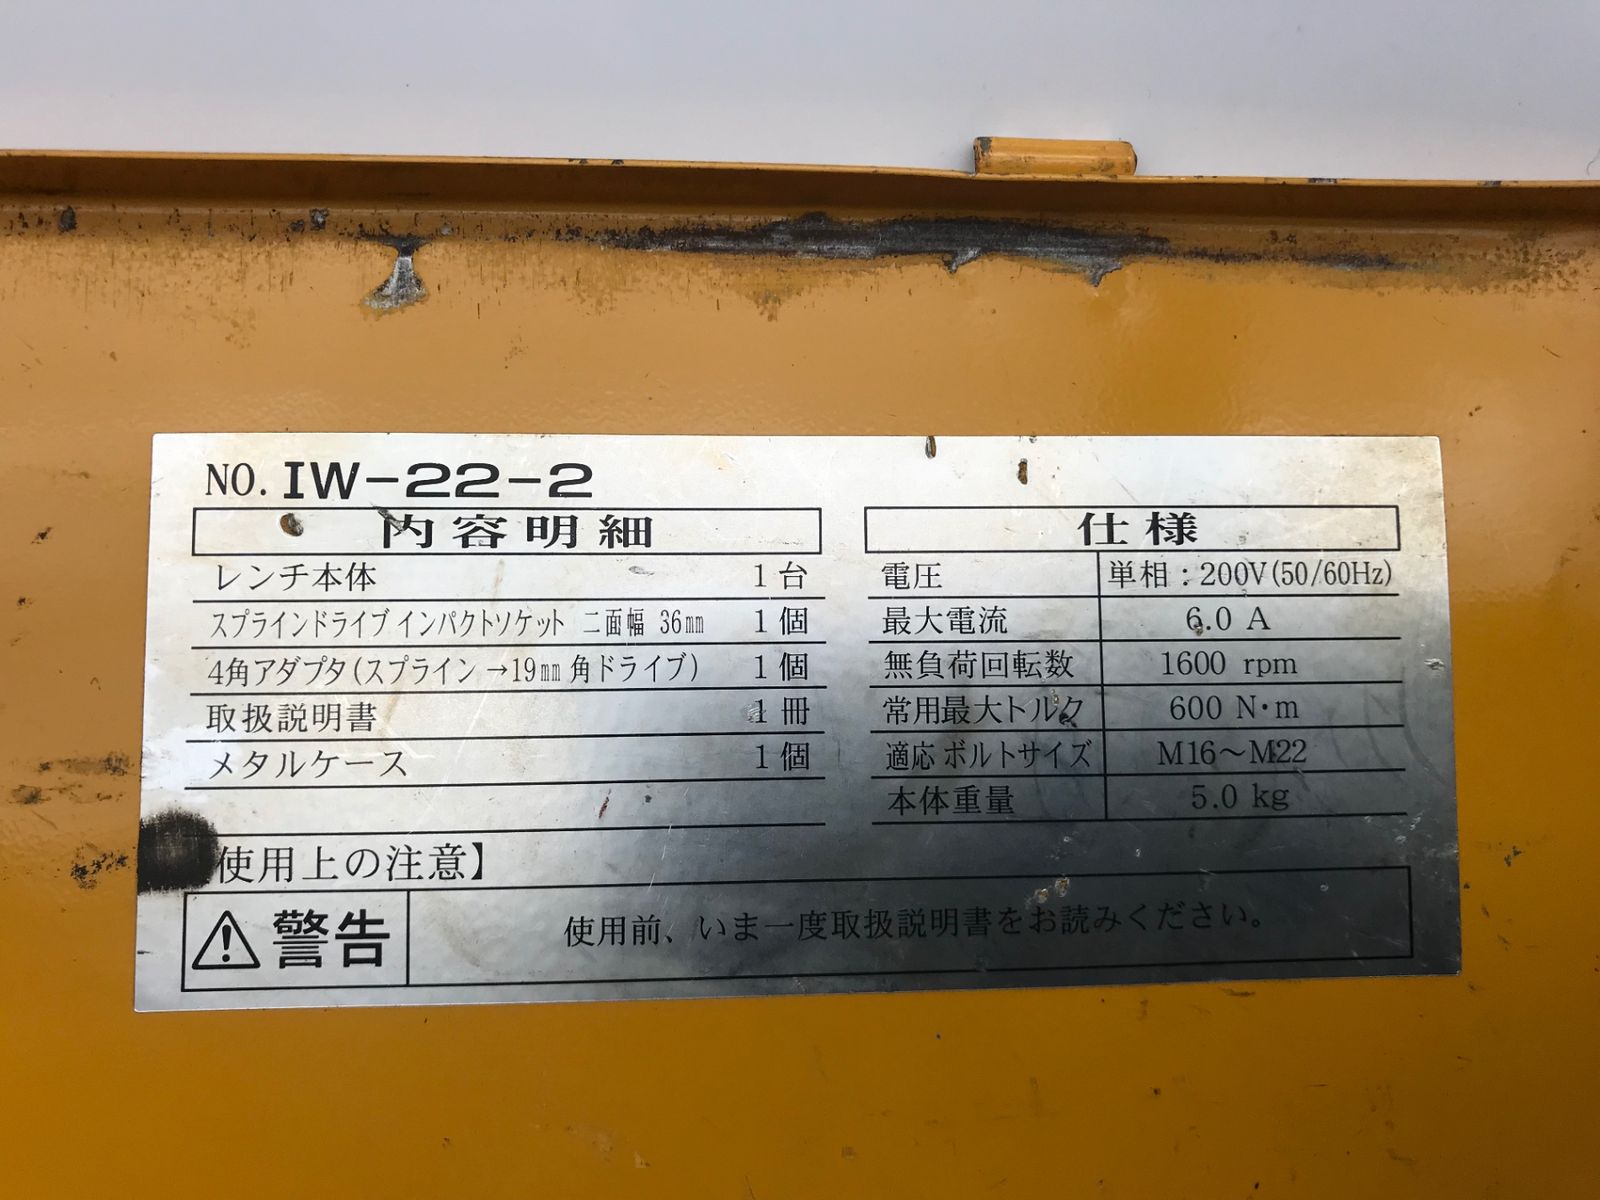 NO. IW-22-2
内容明細
レンチ本体 1台
スプラインドライブインパクトソケット 二面幅 36mm 1個
4角アダプタ(スプライン→19mm角ドライブ) 1個
取扱説明書 1冊
メタルケース 1個
仕様
電圧 単相：200V(50/60Hz)
最大電流 6.0 A
無負荷回転数 1600 rpm
常用最大トルク 600 N・m
適応ボルトサイズ M16〜M22
本体重量 5.0 kg
使用上の注意】
警告 使用前、いま一度取扱説明書をお読みください。